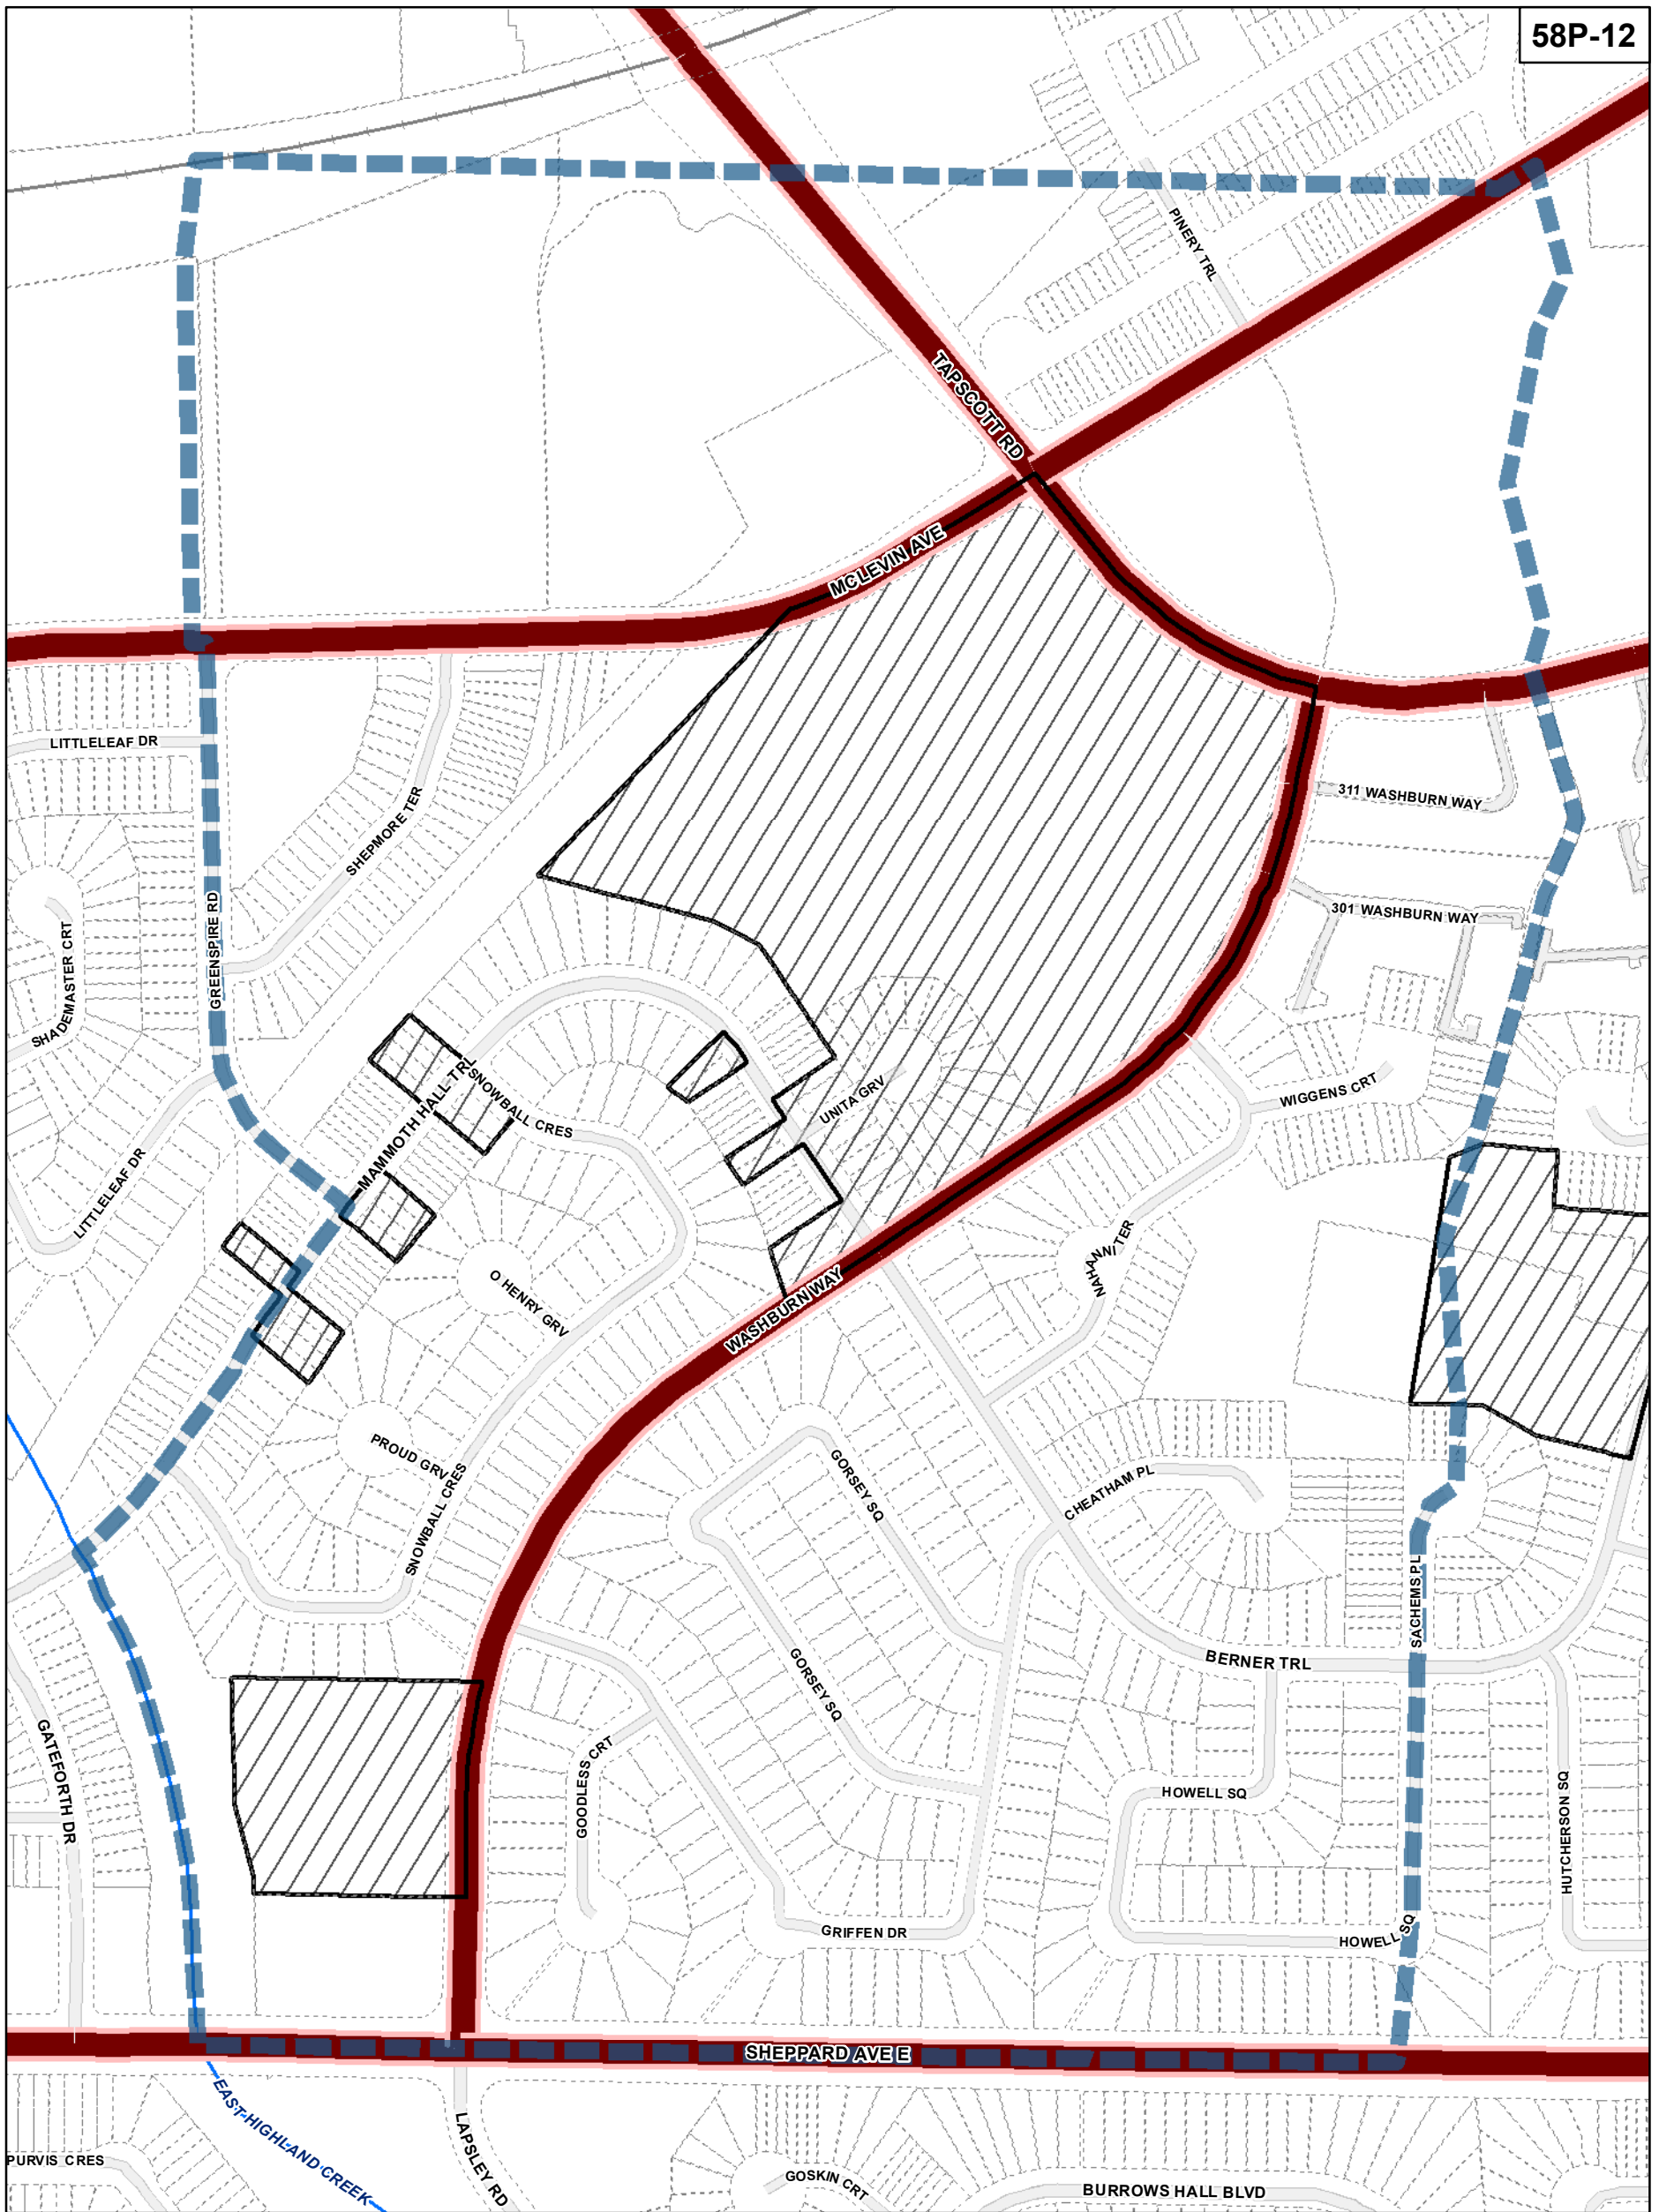 58P-12
PINERY TRL
TAPSCOTT RD
MCLEVIN AVE
LITTLELEAF DR
SHEPMORE TER
311 WASHBURN WAY
301 WASHBURN WAY
GREENSPIRE RD
SHADEMASTER CRT
MAMMOTH HALL TRL
SNOWBALL CRES
UNITA GRV
WIGGENS CRT
LITTLELEAF DR
NAHANNI TER
O HENRY GRV
WASHBURN WAY
PROUD GRV
SNOWBALL CRES
GORSEY SQ
CHEATHAM PL
SACHEMS PL
BERNER TRL
GORSEY SQ
GATEFORTH DR
GOODLESS CRT
HOWELL SQ
HUTCHERSON SQ
GRIFFEN DR
HOWELL SQ
SHEPPARD AVE E
EAST HIGHLAND CREEK
LAPSLEY RD
PURVIS CRES
GOSKIN CRT
BURROWS HALL BLVD